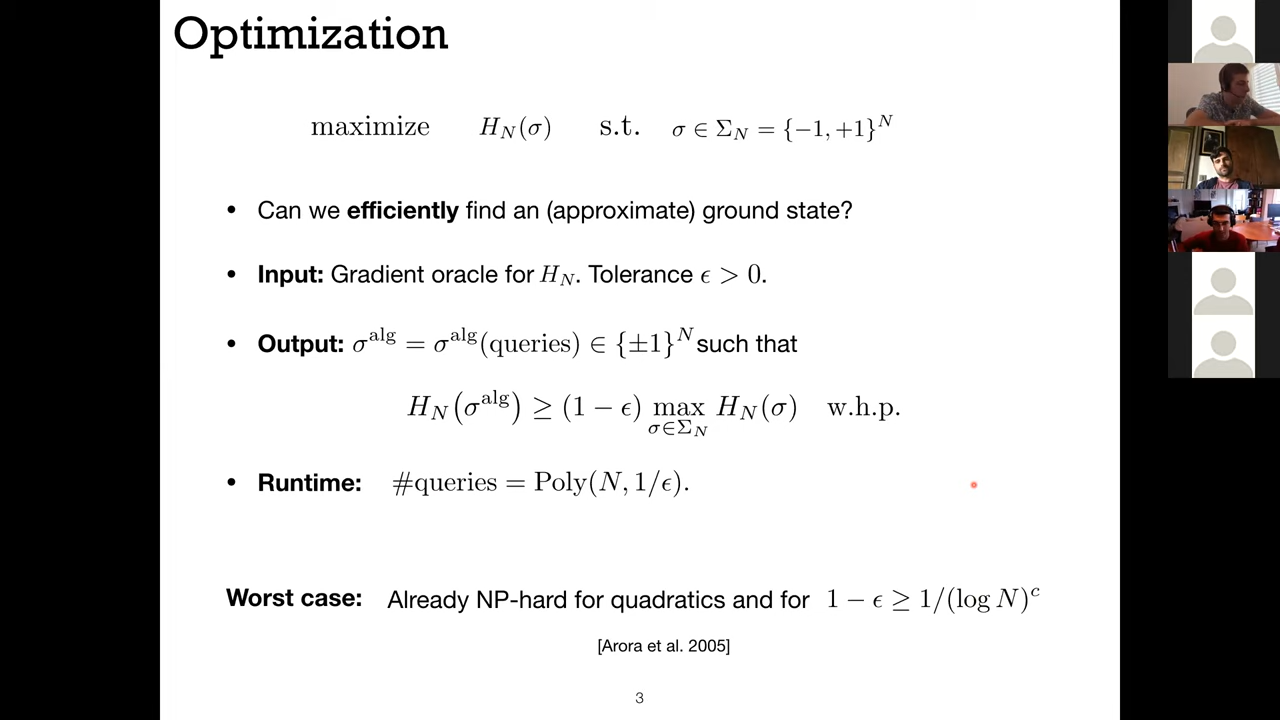 Optimization
maximize H_N(σ) s.t. σ ∈ Σ_N = {−1, +1}^N
• Can we efficiently find an (approximate) ground state?
• Input: Gradient oracle for H_N. Tolerance ϵ > 0.
• Output: σ^alg = σ^alg(queries) ∈ {±1}^N such that
H_N(σ^alg) ≥ (1 − ϵ) max_{σ∈Σ_N} H_N(σ) w.h.p.
• Runtime: #queries = Poly(N, 1/ϵ).
Worst case: Already NP-hard for quadratics and for 1 − ϵ ≥ 1/(log N)^c
[Arora et al. 2005]
3